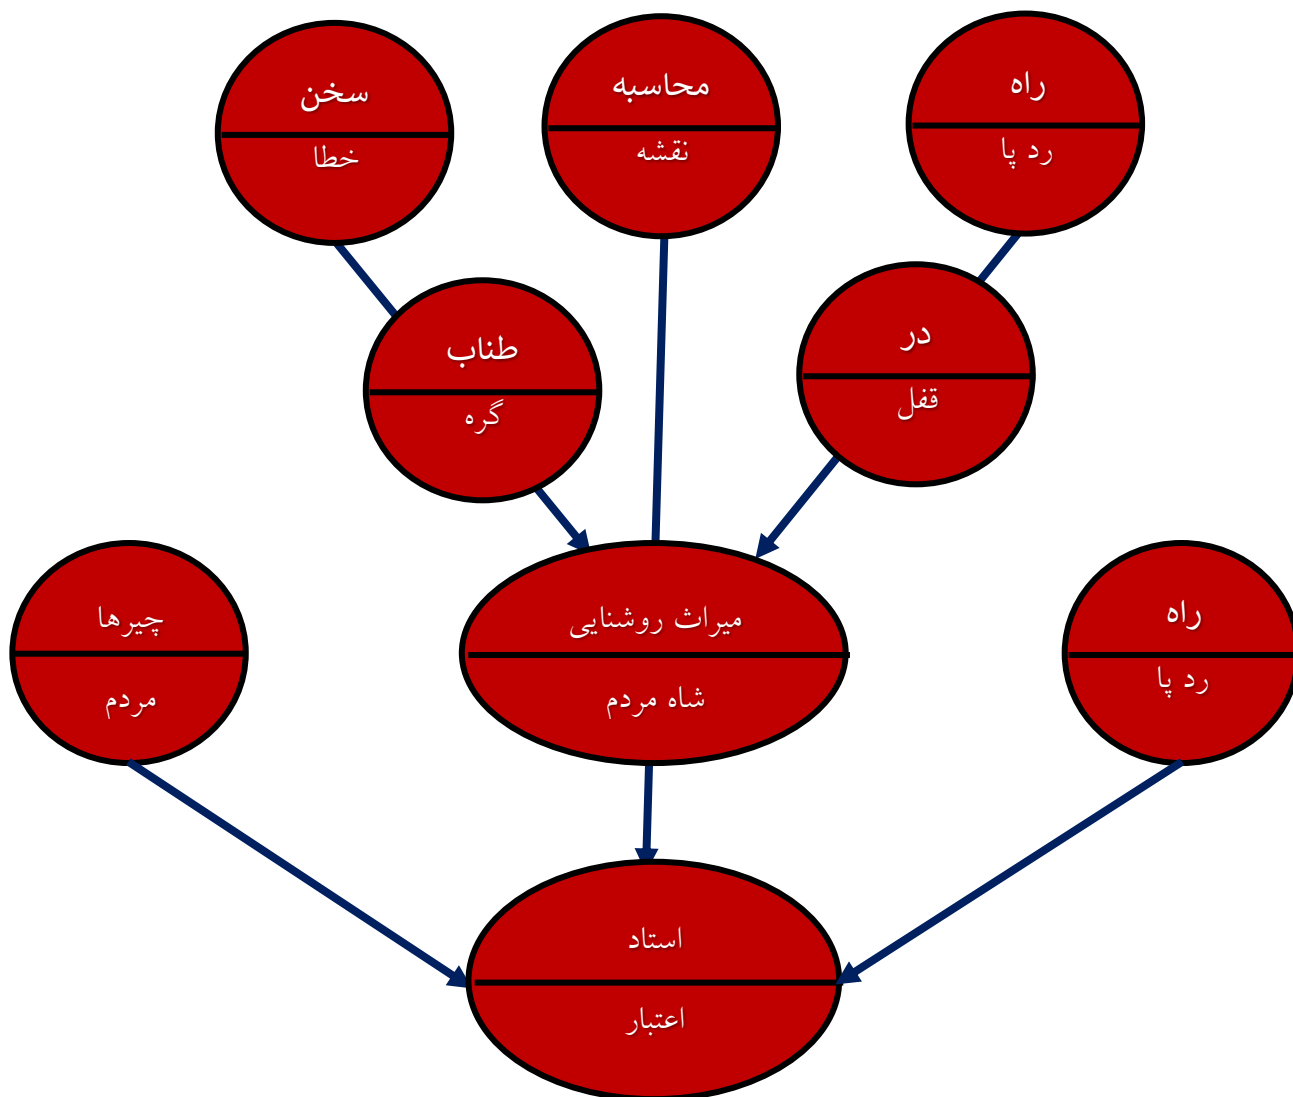 راه
رد پا
محاسبه
نقشه
سخن
خطا
در
قفل
طناب
گره
راه
رد پا
میراث روشنایی
شاه مردم
چیرها
مردم
استاد
اعتبار